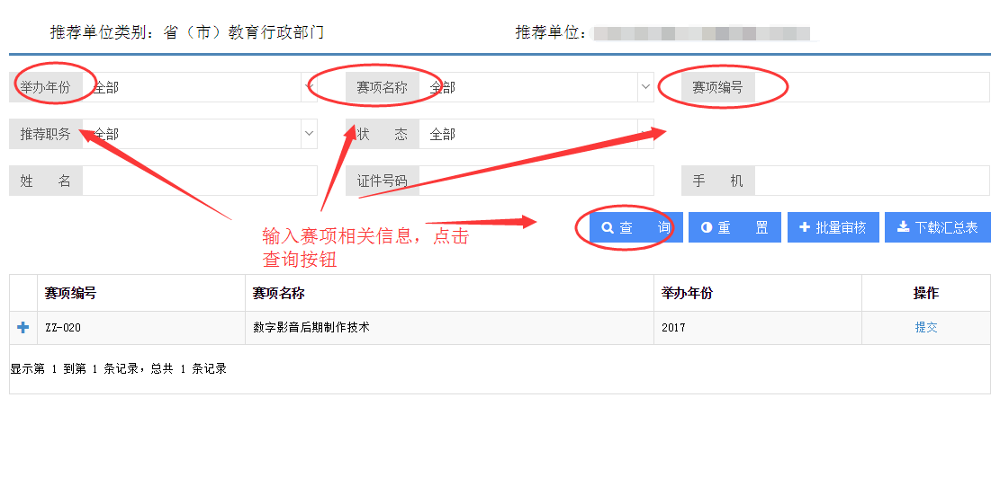 推荐单位类别：省（市）教育行政部门 推荐单位：
举办年份 全部 赛项名称 全部 赛项编号
推荐职务 全部 状 态 全部
姓 名 证件号码 手 机
查 询 重 置 批量审核 下载汇总表
输入赛项相关信息，点击
查询按钮
赛项编号 赛项名称 举办年份 操作
ZZ-020 数字影音后期制作技术 2017 提交
显示第 1 到第 1 条记录，总共 1 条记录